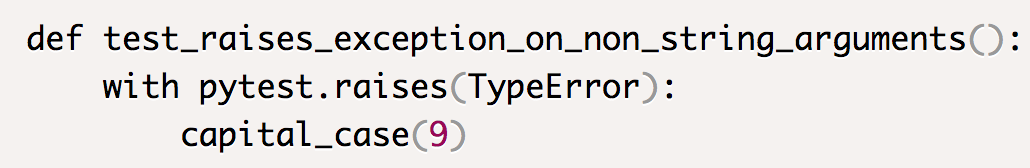 def test_raises_exception_on_non_string_arguments():
    with pytest.raises(TypeError):
        capital_case(9)